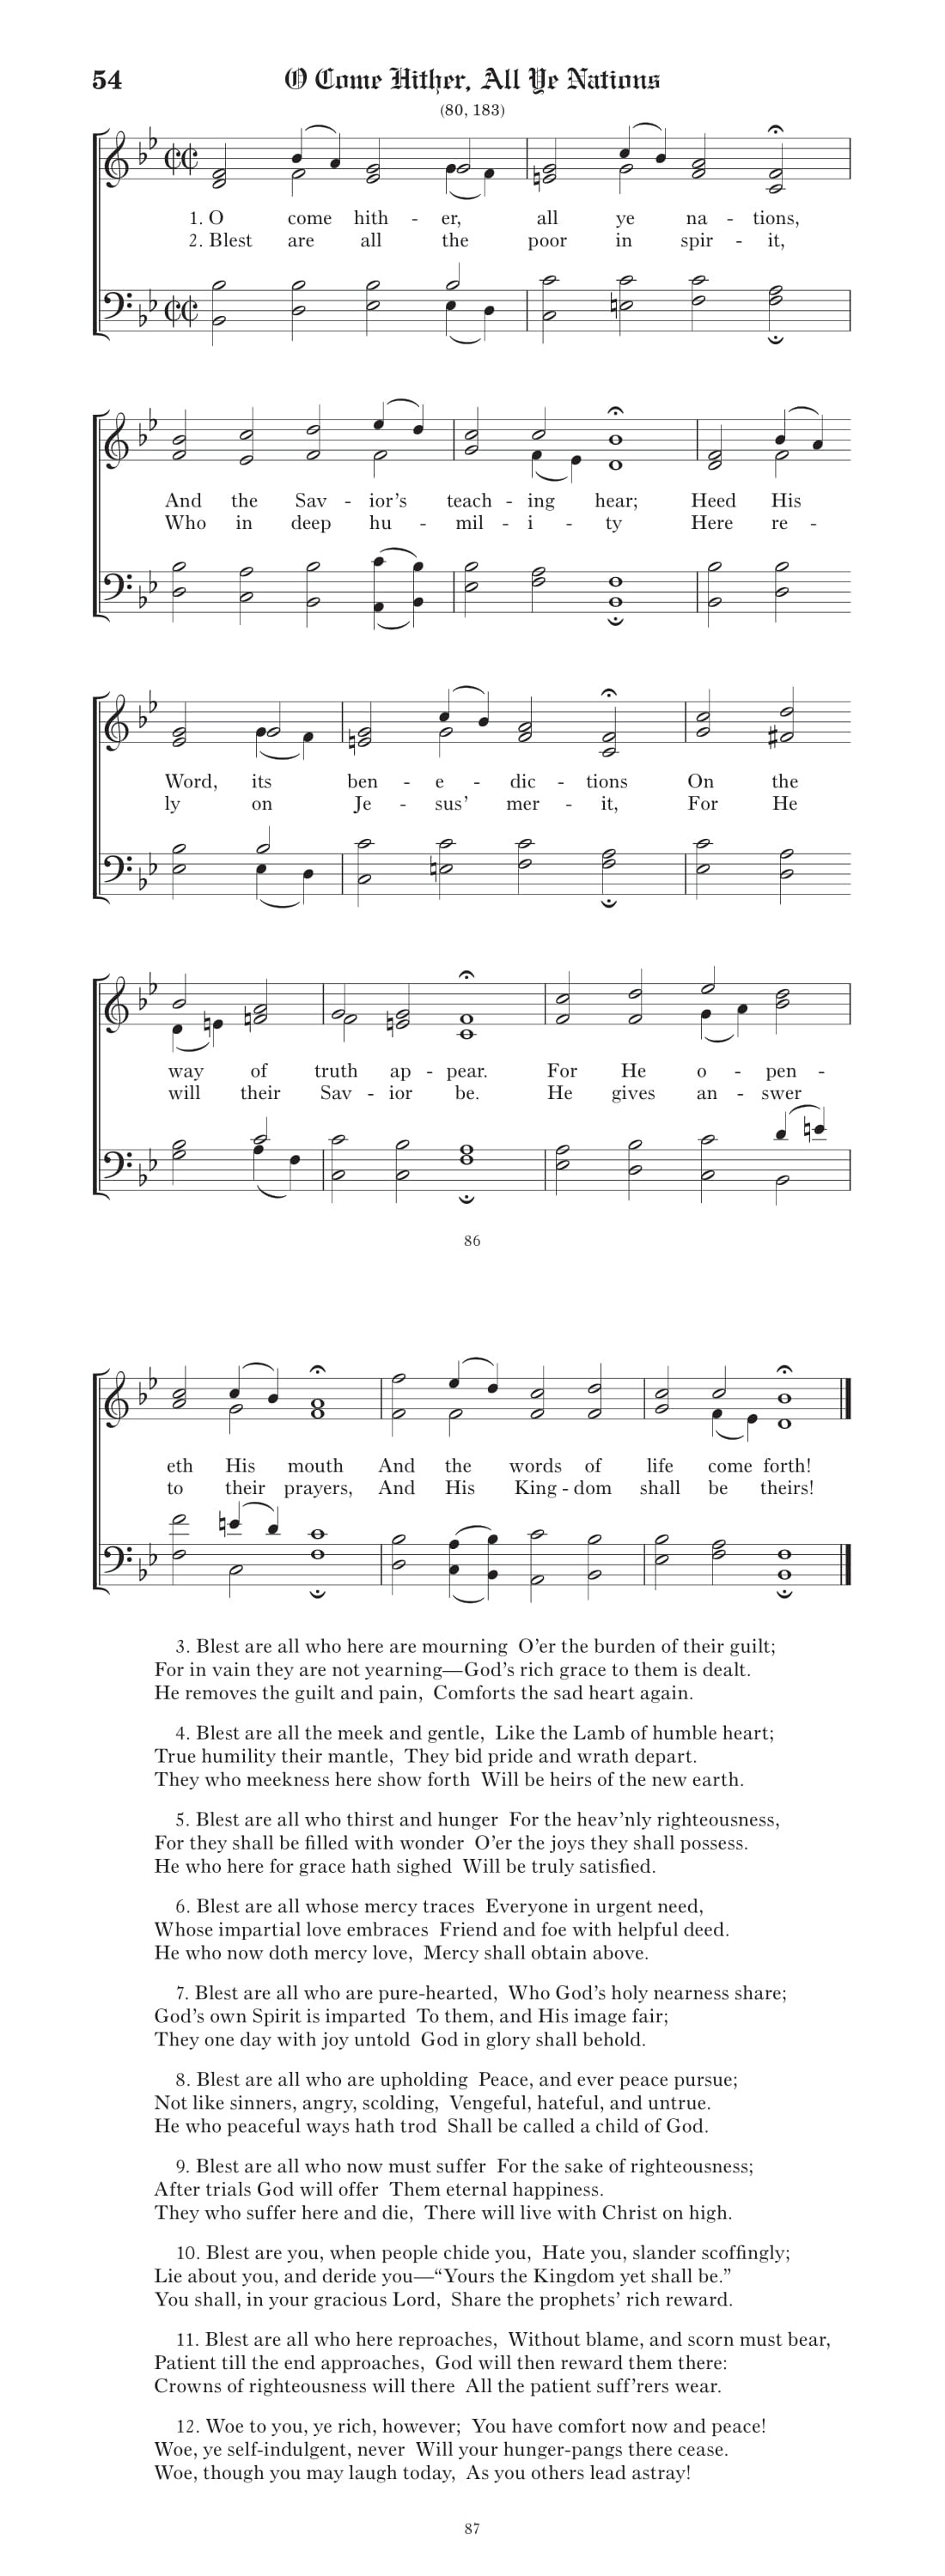 54 O Come Hither, All Ye Nations
(80, 183)
1. O come hith - er, all ye na - tions,
2. Blest are all the poor in spir - it,
And the Sav - ior’s teach - ing hear; Heed His
Who in deep hu - mil - i - ty Here re -
Word, its ben - e - dic - tions On the
ly on Je - sus’ mer - it, For He
way of truth ap - pear. For He o - pen -
will their Sav - ior be. He gives an - swer
86
eth His mouth And the words of life come forth!
to their prayers, And His King - dom shall be theirs!
3. Blest are all who here are mourning O’er the burden of their guilt;
For in vain they are not yearning—God’s rich grace to them is dealt.
He removes the guilt and pain, Comforts the sad heart again.
4. Blest are all the meek and gentle, Like the Lamb of humble heart;
True humility their mantle, They bid pride and wrath depart.
They who meekness here show forth Will be heirs of the new earth.
5. Blest are all who thirst and hunger For the heav’nly righteousness,
For they shall be filled with wonder O’er the joys they shall possess.
He who here for grace hath sighed Will be truly satisfied.
6. Blest are all whose mercy traces Everyone in urgent need,
Whose impartial love embraces Friend and foe with helpful deed.
He who now doth mercy love, Mercy shall obtain above.
7. Blest are all who are pure-hearted, Who God’s holy nearness share;
God’s own Spirit is imparted To them, and His image fair;
They one day with joy untold God in glory shall behold.
8. Blest are all who are upholding Peace, and ever peace pursue;
Not like sinners, angry, scolding, Vengeful, hateful, and untrue.
He who peaceful ways hath trod Shall be called a child of God.
9. Blest are all who now must suffer For the sake of righteousness;
After trials God will offer Them eternal happiness.
They who suffer here and die, There will live with Christ on high.
10. Blest are you, when people chide you, Hate you, slander scoffingly;
Lie about you, and deride you—“Yours the Kingdom yet shall be.”
You shall, in your gracious Lord, Share the prophets’ rich reward.
11. Blest are all who here reproaches, Without blame, and scorn must bear,
Patient till the end approaches, God will then reward them there:
Crowns of righteousness will there All the patient suff’rers wear.
12. Woe to you, ye rich, however; You have comfort now and peace!
Woe, ye self-indulgent, never Will your hunger-pangs there cease.
Woe, though you may laugh today, As you others lead astray!
87